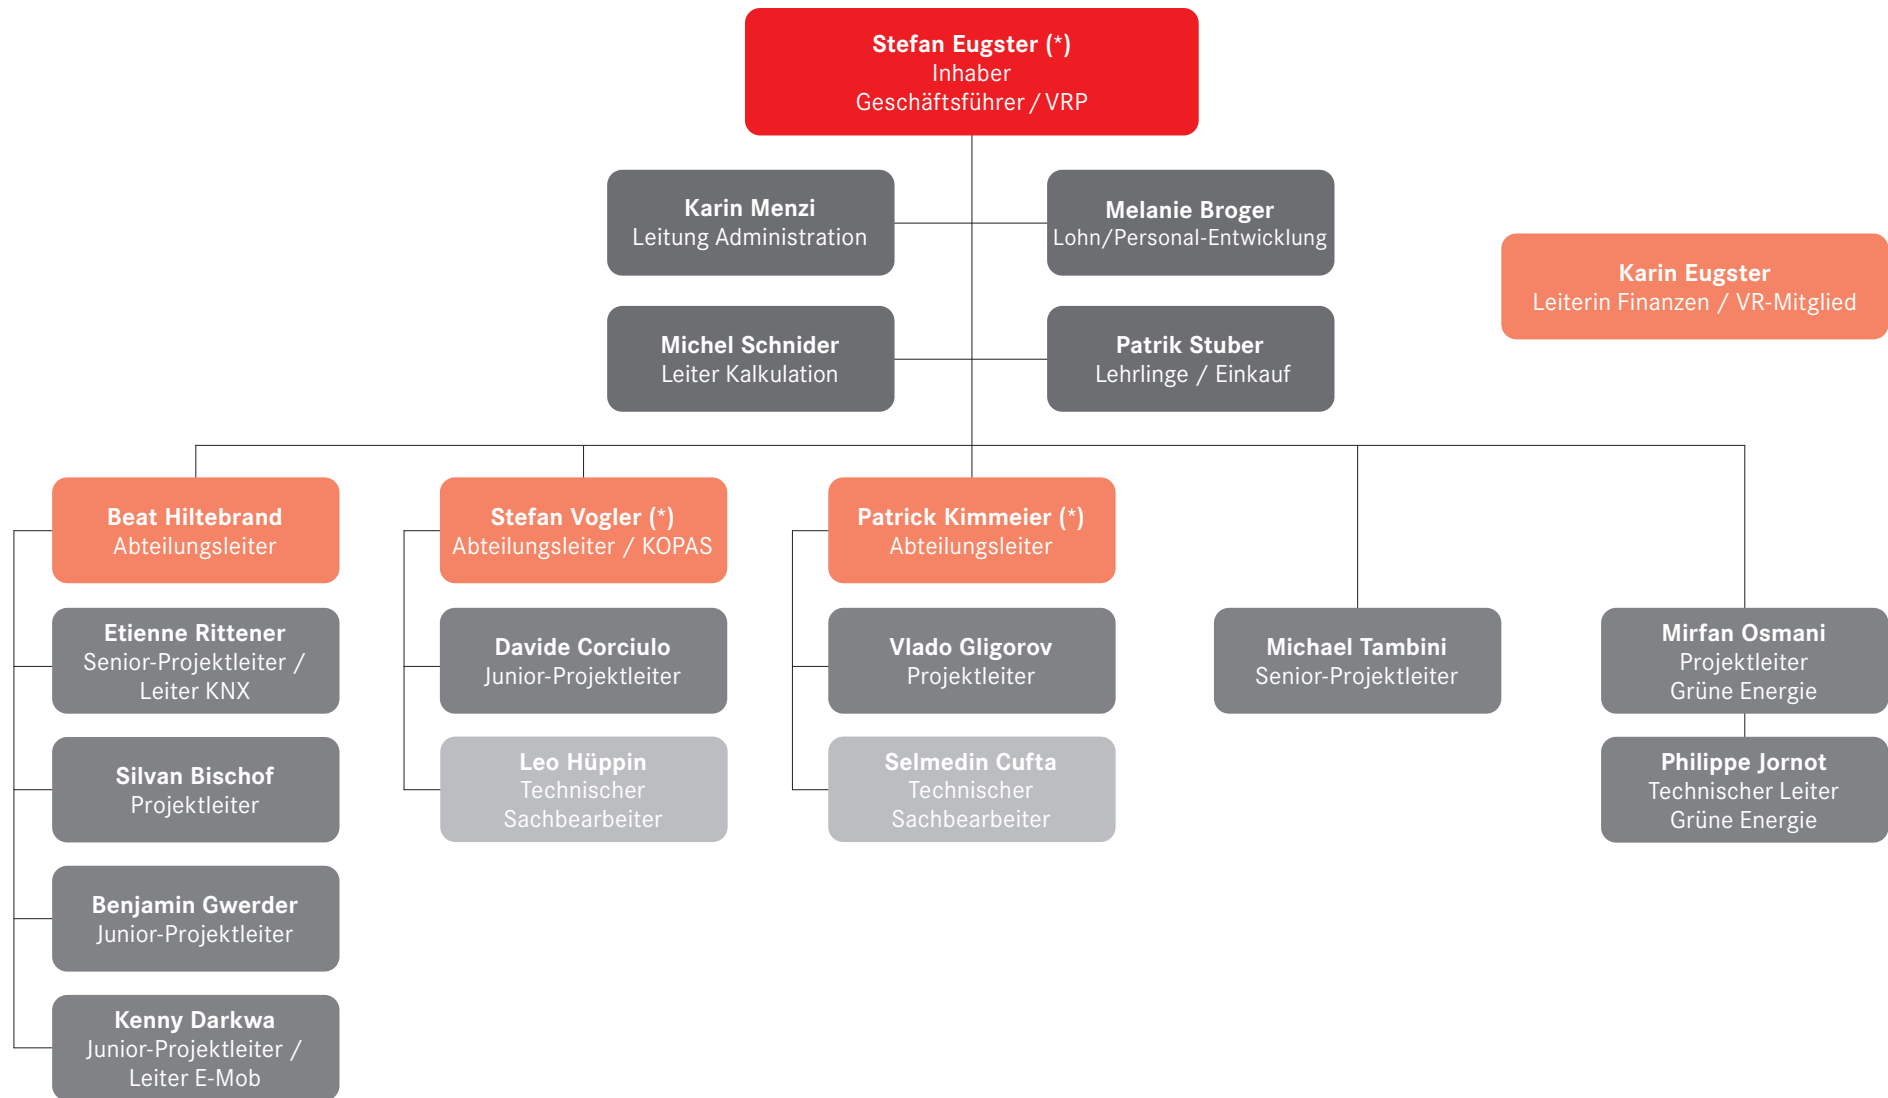 Stefan Eugster (*)
Inhaber
Geschäftsführer / VRP
Karin Menzi
Leitung Administration
Melanie Broger
Lohn/Personal-Entwicklung
Karin Eugster
Leiterin Finanzen / VR-Mitglied
Michel Schnider
Leiter Kalkulation
Patrik Stuber
Lehrlinge / Einkauf
Beat Hiltebrand
Abteilungsleiter
Stefan Vogler (*)
Abteilungsleiter / KOPAS
Patrick Kimmeier (*)
Abteilungsleiter
Etienne Rittener
Senior-Projektleiter /
Leiter KNX
Davide Corciulo
Junior-Projektleiter
Vlado Gligorov
Projektleiter
Michael Tambini
Senior-Projektleiter
Mirfan Osmani
Projektleiter
Grüne Energie
Silvan Bischof
Projektleiter
Leo Hüppin
Technischer
Sachbearbeiter
Selmedin Cufta
Technischer
Sachbearbeiter
Philippe Jornot
Technischer Leiter
Grüne Energie
Benjamin Gwerder
Junior-Projektleiter
Kenny Darkwa
Junior-Projektleiter /
Leiter E-Mob